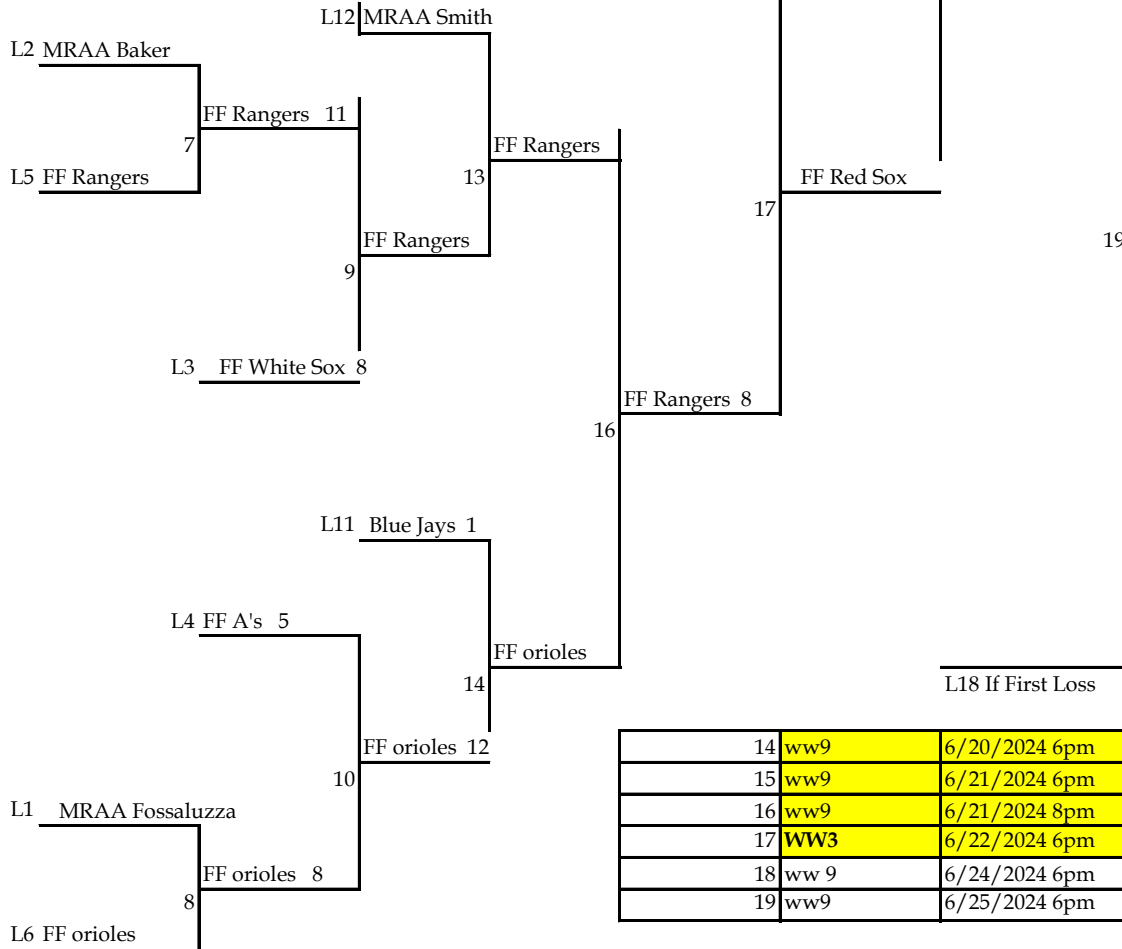 L12 MRAA Smith
L2 MRAA Baker
FF Rangers 11
7
FF Rangers
L5 FF Rangers
13
FF Red Sox
17
FF Rangers
19
9
L3 FF White Sox 8
FF Rangers 8
16
L11 Blue Jays 1
L4 FF A's 5
FF orioles
14
L18 If First Loss
FF orioles 12
14 ww9 6/20/2024 6pm
10
15 ww9 6/21/2024 6pm
L1 MRAA Fossaluzza
16 ww9 6/21/2024 8pm
17 WW3 6/22/2024 6pm
FF orioles 8
18 ww 9 6/24/2024 6pm
8
19 ww9 6/25/2024 6pm
L6 FF orioles